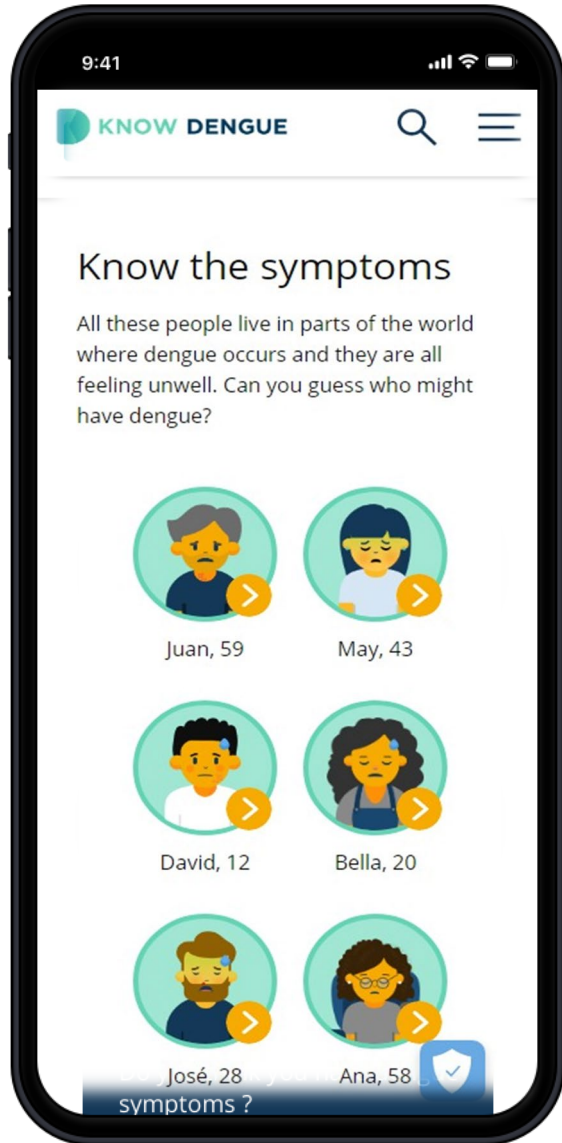 9:41
KNOW DENGUE
Know the symptoms
All these people live in parts of the world
where dengue occurs and they are all
feeling unwell. Can you guess who might
have dengue?
Juan, 59
May, 43
David, 12
Bella, 20
José, 28
Ana, 58
symptoms ?